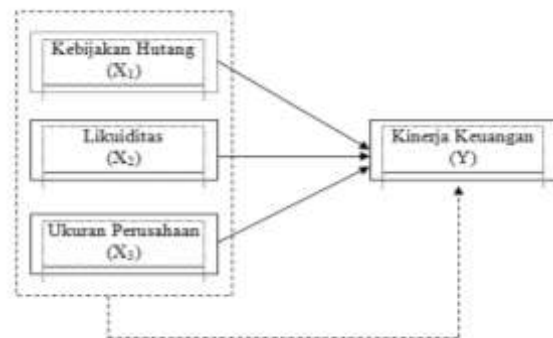 Kebijakan Hutang
(X₁)
Likuiditas
(X₂)
Ukuran Perusahaan
(X₃)
Kinerja Keuangan
(Y)